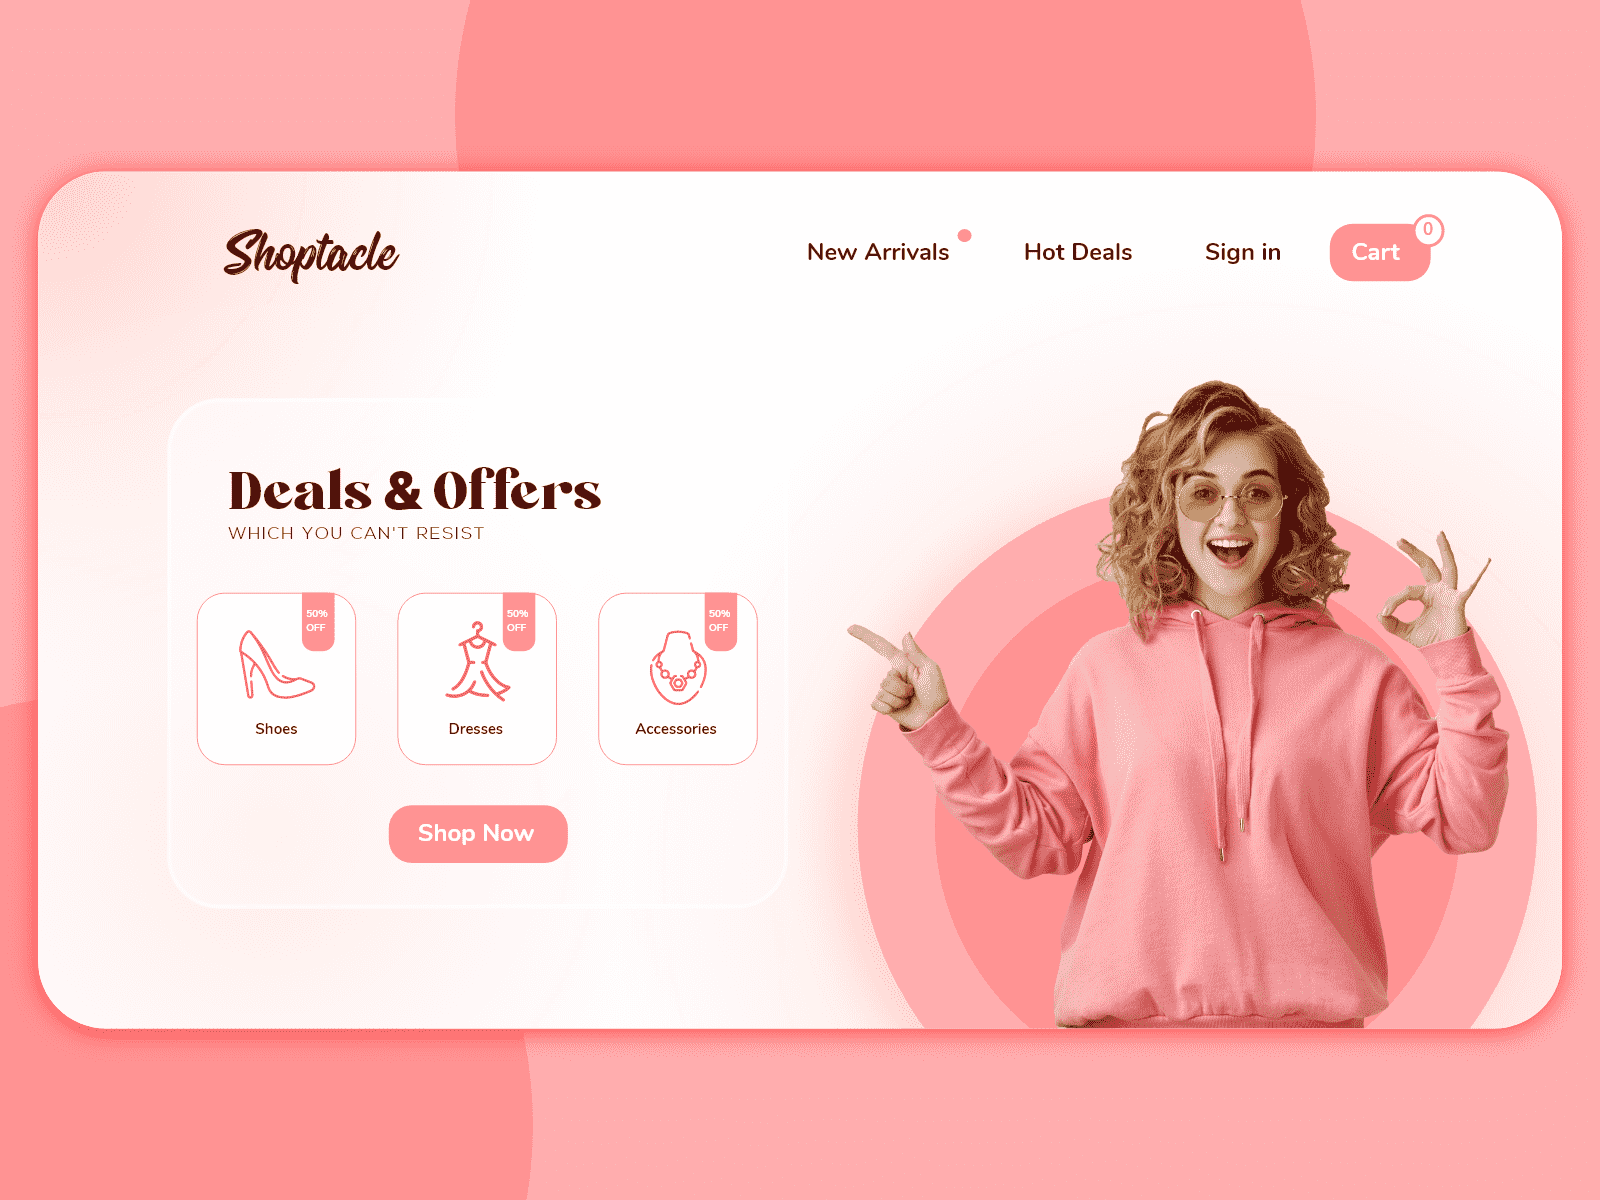 Shoptacle
New Arrivals
Hot Deals
Sign in
Cart
0
Deals & Offers
WHICH YOU CAN'T RESIST
50%
OFF
Shoes
50%
OFF
Dresses
50%
OFF
Accessories
Shop Now